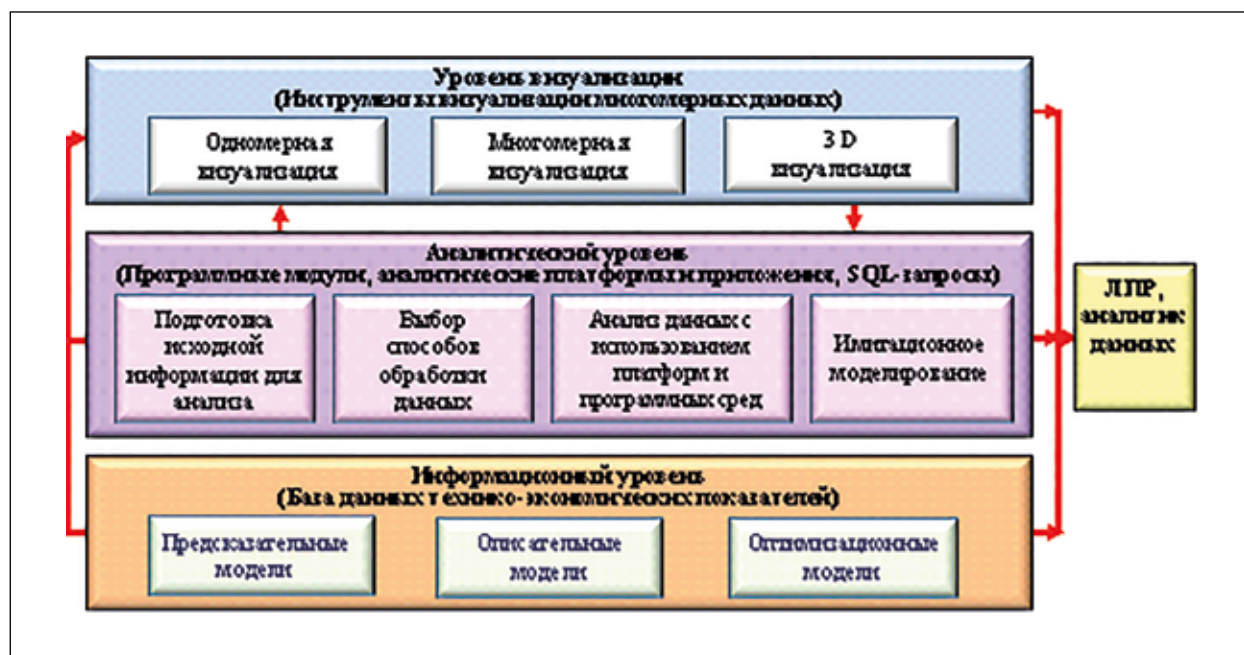 Уровень визуализации
(Инструменты визуализации многомерных данных)
Одномерная
визуализация
Многомерная
визуализация
3D
визуализация
Аналитический уровень
(Программные модули, аналитические платформы и приложения, SQL-запросы)
Подготовка
исходной
информации для
анализа
Выбор
способов
обработки
данных
Анализ данных с
использованием
платформ и
программных сред
Имитационное
моделирование
ЛПР,
аналитик
данных
Информационный уровень
(База данных технико-экономических показателей)
Предсказательные
модели
Описательные
модели
Оптимизационные
модели